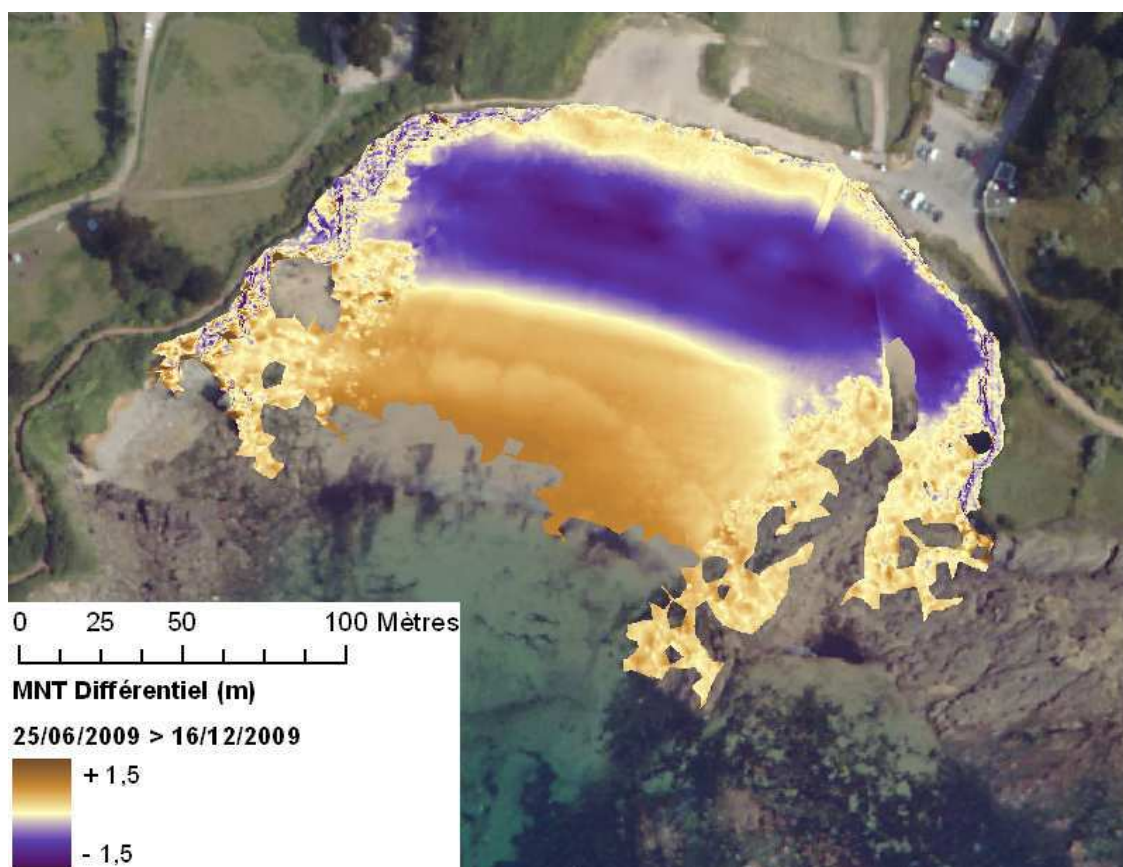 0 25 50 100 Mètres
MNT Différentiel (m)
25/06/2009 > 16/12/2009
+ 1,5
- 1,5